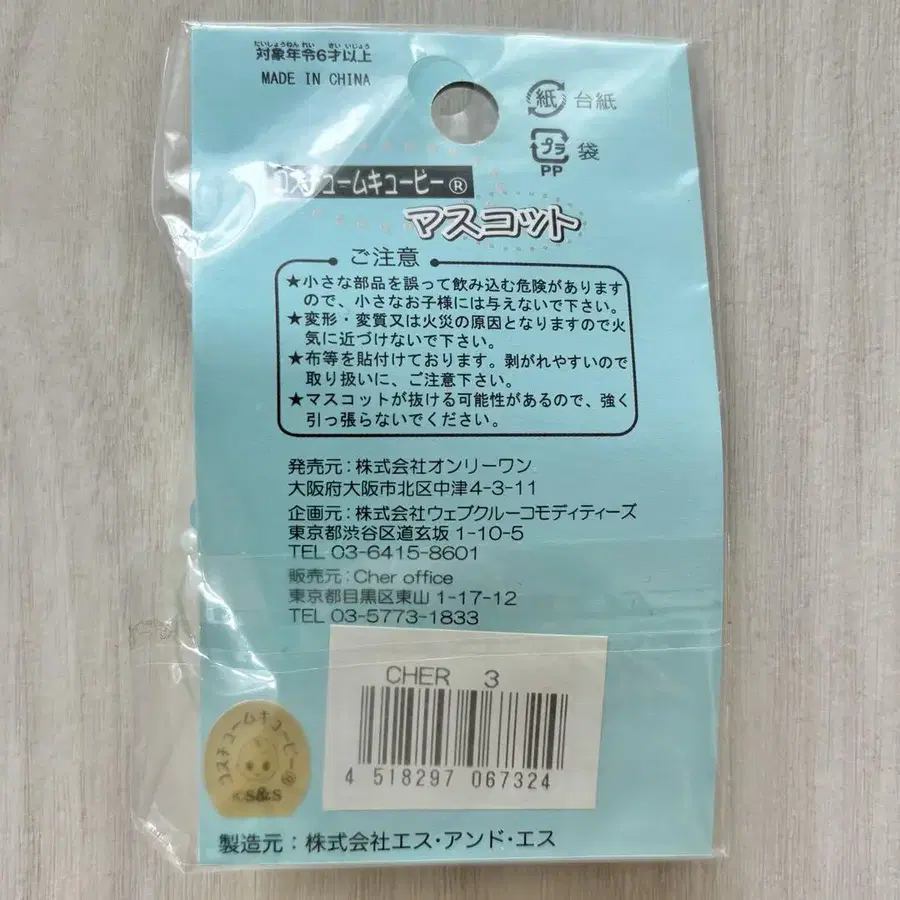 たいしょうねんれい さい いじょう
対象年令6才以上
MADE IN CHINA
紙 台紙
プラ 袋
PP
コスチュームキューピー®
マスコット
ご注意
★小さな部品を誤って飲み込む危険があります
ので、小さなお子様には与えないで下さい。
★変形・変質又は火災の原因となりますので火
気に近づけないで下さい。
★布等を貼付けております。剥がれやすいので
取り扱いに、ご注意下さい。
★マスコットが抜ける可能性があるので、強く
引っ張らないでください。
発売元：株式会社オンリーワン
大阪府大阪市北区中津4-3-11
企画元：株式会社ウェブクルーコモディティーズ
東京都渋谷区道玄坂 1-10-5
TEL 03-6415-8601
販売元：Cher office
東京都目黒区東山 1-17-12
TEL 03-5773-1833
CHER 3
4 518297 067324
コスチュームキューピー®
©S&S
製造元：株式会社エス・アンド・エス